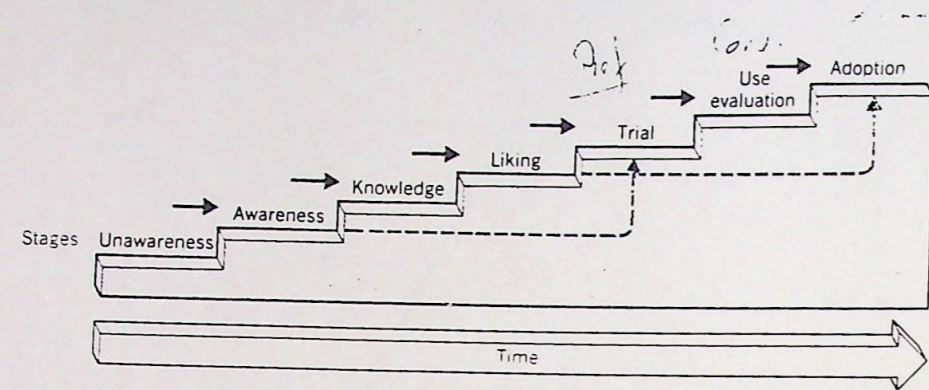 Adoption
Use
evaluation
Trial
Liking
Knowledge
Awareness
Stages Unawareness
Time